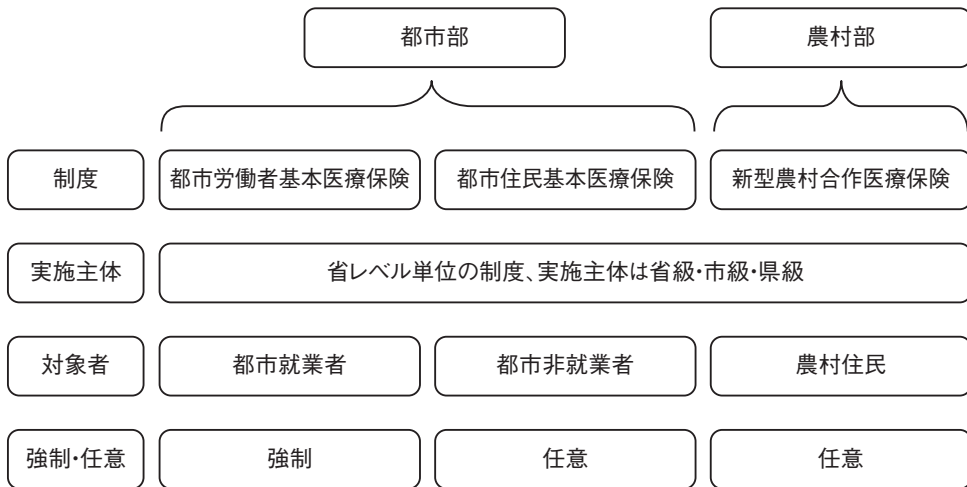 都市部
農村部
制度
都市労働者基本医療保険
都市住民基本医療保険
新型農村合作医療保険
実施主体
省レベル単位の制度、実施主体は省級・市級・県級
対象者
都市就業者
都市非就業者
農村住民
強制・任意
強制
任意
任意